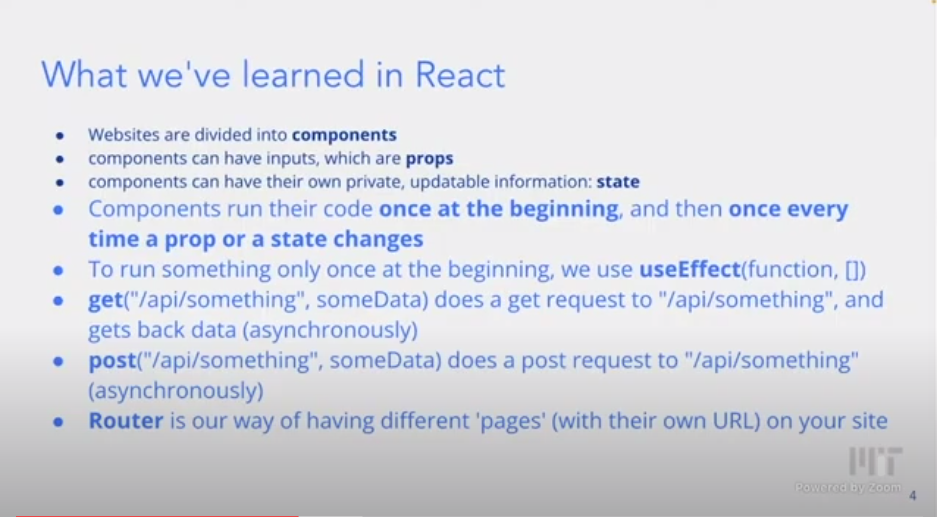 What we've learned in React
● Websites are divided into components
● components can have inputs, which are props
● components can have their own private, updatable information: state
● Components run their code once at the beginning, and then once every
time a prop or a state changes
● To run something only once at the beginning, we use useEffect(function, [])
● get("/api/something", someData) does a get request to "/api/something", and
gets back data (asynchronously)
● post("/api/something", someData) does a post request to "/api/something"
(asynchronously)
● Router is our way of having different 'pages' (with their own URL) on your site
MIT
Powered by Zoom
4